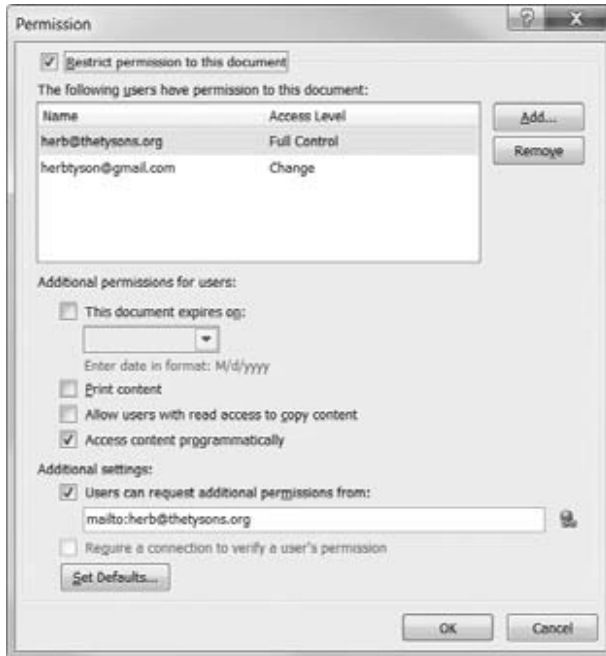 Permission
Restrict permission to this document
The following users have permission to this document:
Name Access Level
herb@thetysons.org Full Control
herbtyson@gmail.com Change
Add...
Remove
Additional permissions for users:
This document expires on:
Enter date in format: M/d/yyyy
Print content
Allow users with read access to copy content
Access content programmatically
Additional settings:
Users can request additional permissions from:
mailto:herb@thetysons.org
Require a connection to verify a user's permission
Set Defaults...
OK Cancel